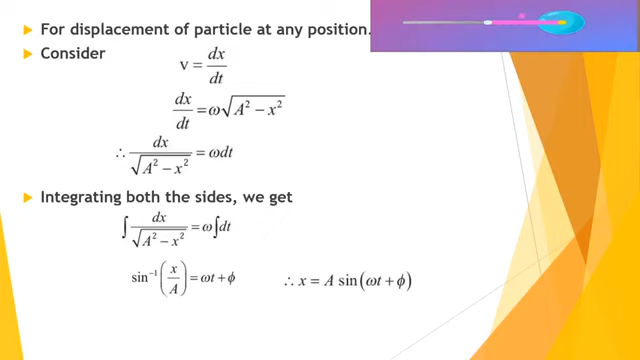 For displacement of particle at any position.
Consider
v = dx/dt
dx/dt = ω√(A² − x²)
∴ dx/√(A² − x²) = ωdt
Integrating both the sides, we get
∫ dx/√(A² − x²) = ω∫dt
sin⁻¹(x/A) = ωt + ϕ
∴ x = A sin(ωt + ϕ)